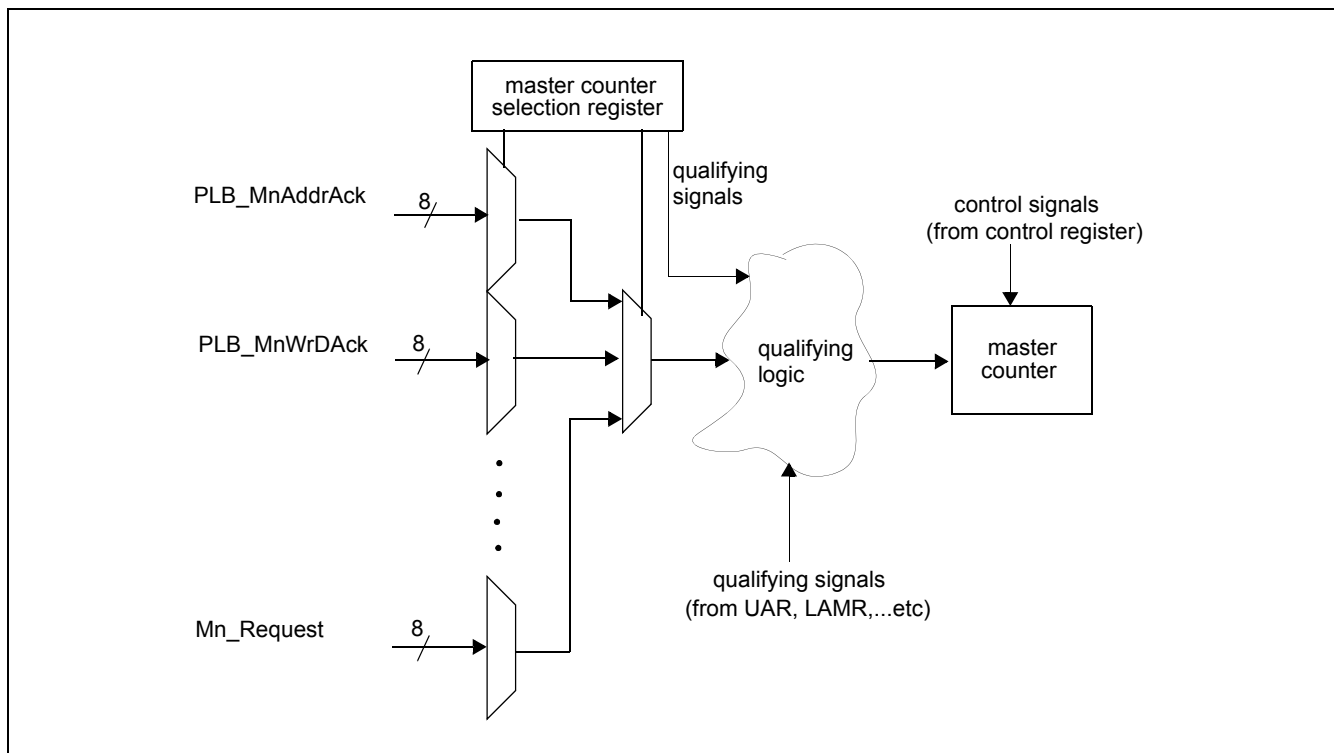 master counter
selection register
qualifying
signals
PLB_MnAddrAck
8
control signals
(from control register)
PLB_MnWrDAck
8
qualifying
logic
master
counter
qualifying signals
(from UAR, LAMR,...etc)
Mn_Request
8